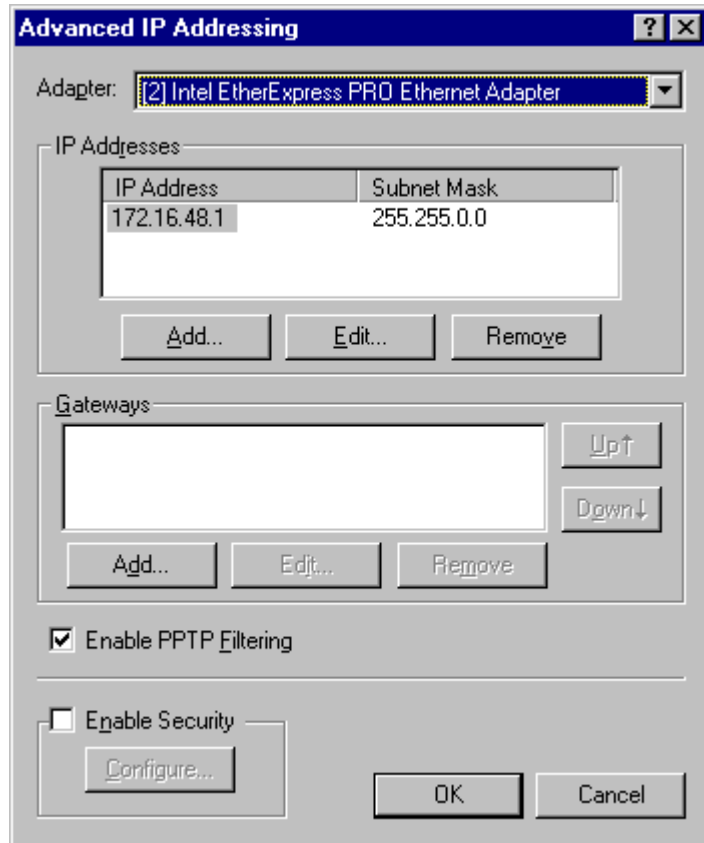 Advanced IP Addressing
Adapter: [2] Intel EtherExpress PRO Ethernet Adapter
IP Addresses
IP Address Subnet Mask
172.16.48.1 255.255.0.0
Add... Edit... Remove
Gateways
Up↑
Down↓
Add... Edit... Remove
Enable PPTP Filtering
Enable Security
Configure...
OK Cancel